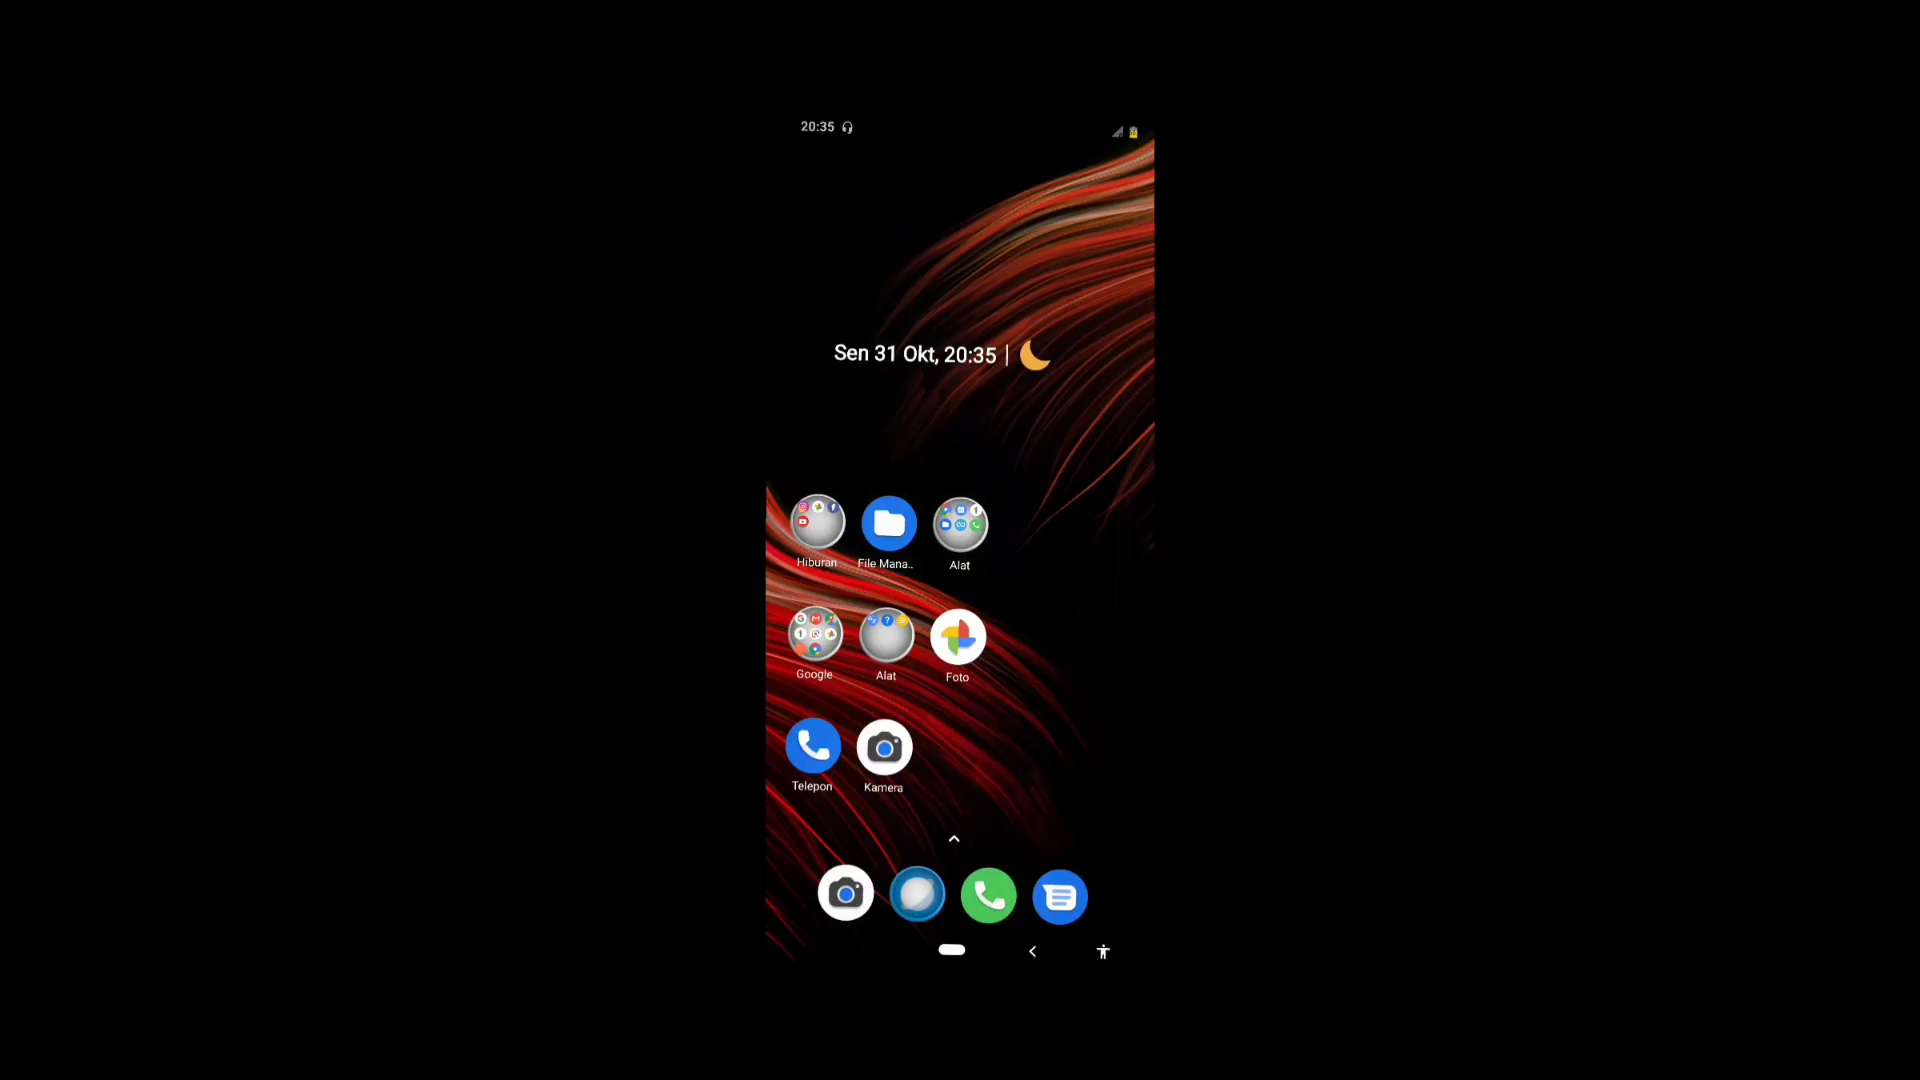 20:35
Sen 31 Okt, 20:35
Hiburan
File Mana..
Alat
Google
Alat
Foto
Telepon
Kamera